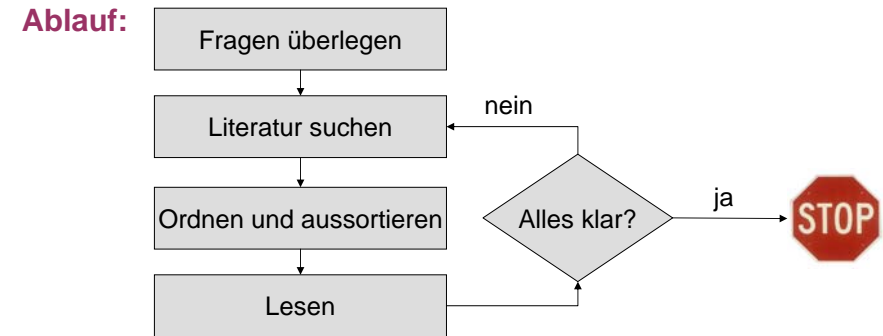 Ablauf:
Fragen überlegen
Literatur suchen
nein
Ordnen und aussortieren
Alles klar?
ja
STOP
Lesen